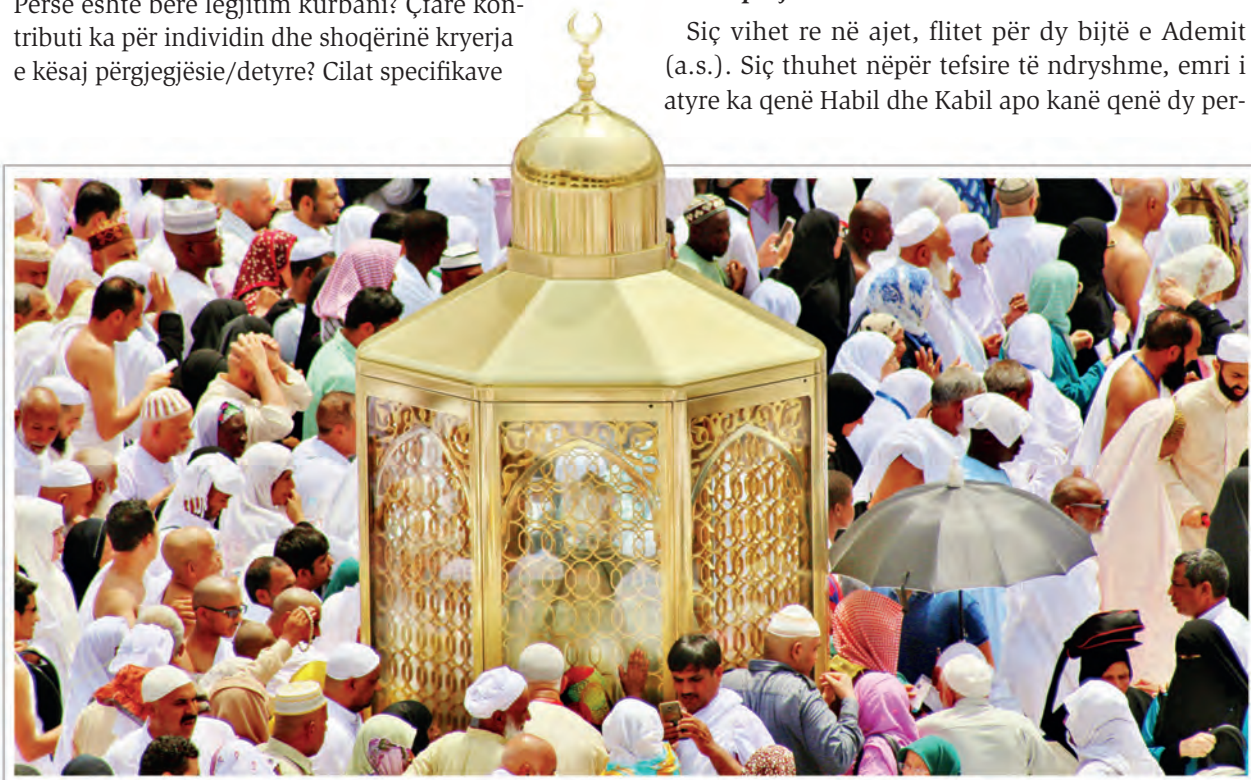 Përse është bërë legjitim kurbani? Çfarë kon-
tributi ka për individin dhe shoqërinë kryerja
e kësaj përgjegjësie/detyre? Cilat specifikave
Siç vihet re në ajet, flitet për dy bijtë e Ademit
(a.s.). Siç thuhet nëpër tefsire të ndryshme, emri i
atyre ka qenë Habil dhe Kabil apo kanë qenë dy per-